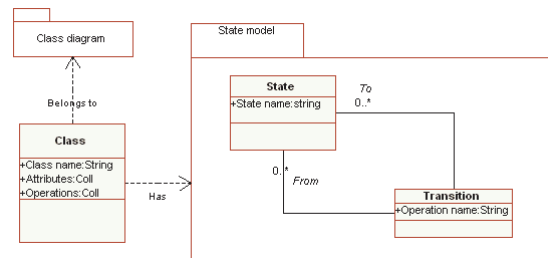 Class diagram
Belongs to
Class
+Class name:String
+Attributes:Coll
+Operations:Coll
Has
State model
State
+State name:string
To
0..*
0..*
From
Transition
+Operation name:String